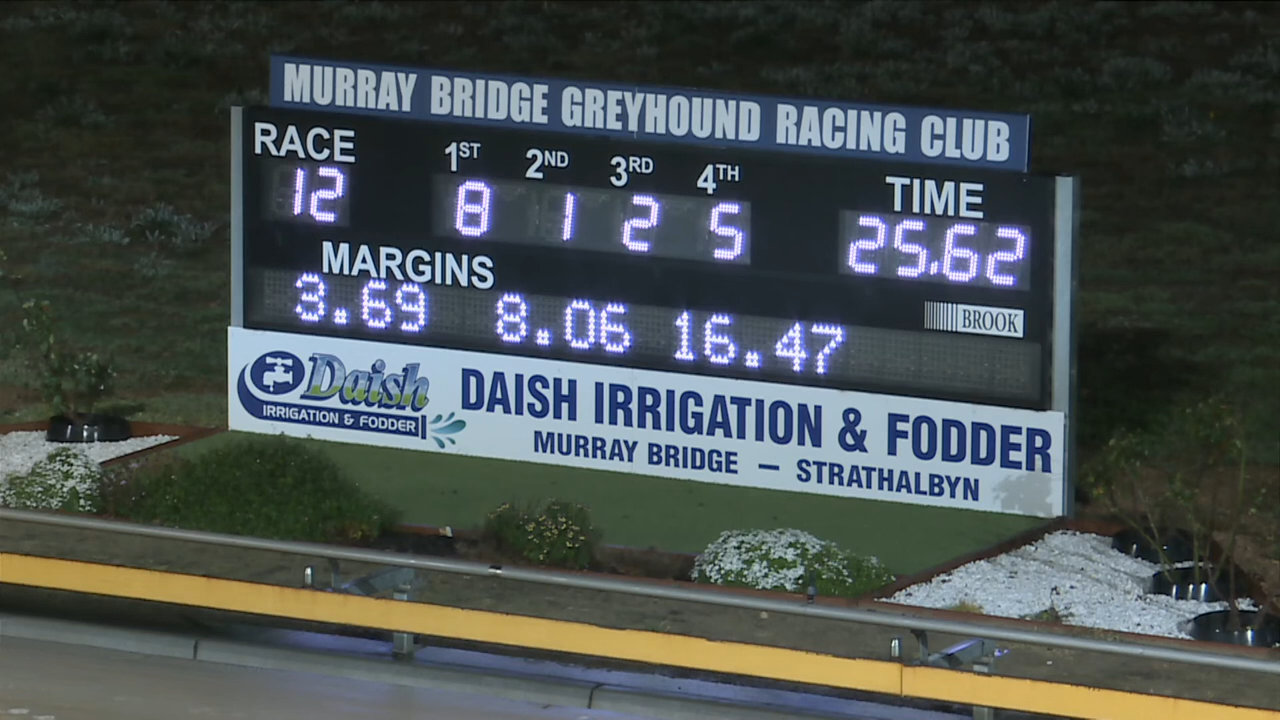 MURRAY BRIDGE GREYHOUND RACING CLUB
RACE 1ST 2ND 3RD 4TH TIME
12 8 1 2 5 25.62
MARGINS
3.69 8.06 16.47
BROOK
Daish
IRRIGATION & FODDER
DAISH IRRIGATION & FODDER
MURRAY BRIDGE – STRATHALBYN